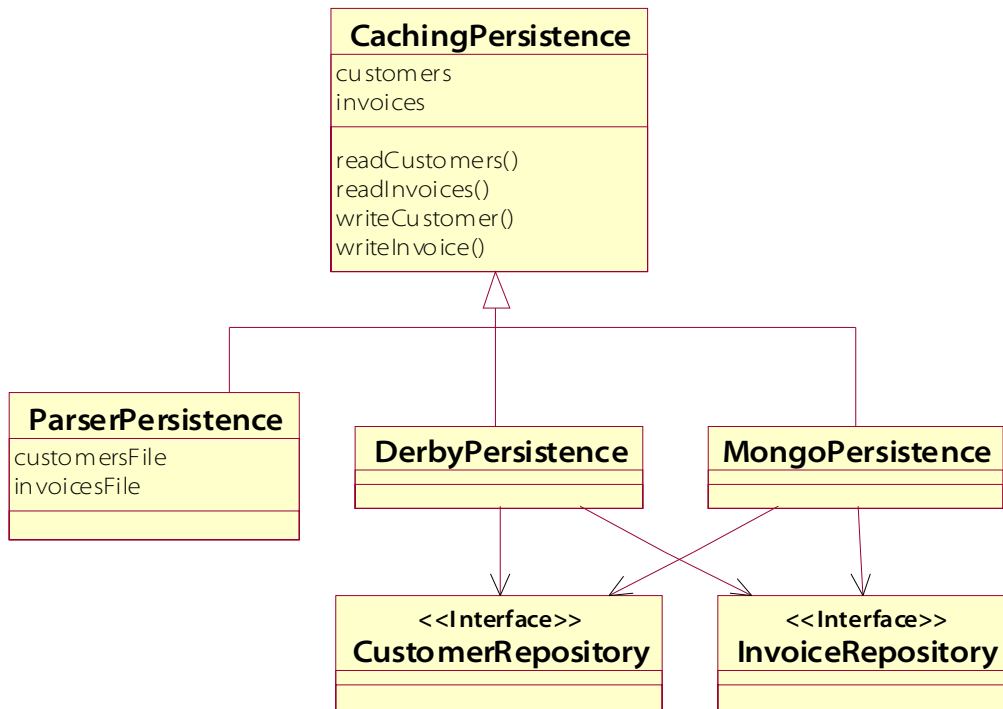 CachingPersistence
customers
invoices
readCustomers()
readInvoices()
writeCustomer()
writeInvoice()
ParserPersistence
customersFile
invoicesFile
DerbyPersistence
MongoPersistence
<<Interface>>
CustomerRepository
<<Interface>>
InvoiceRepository